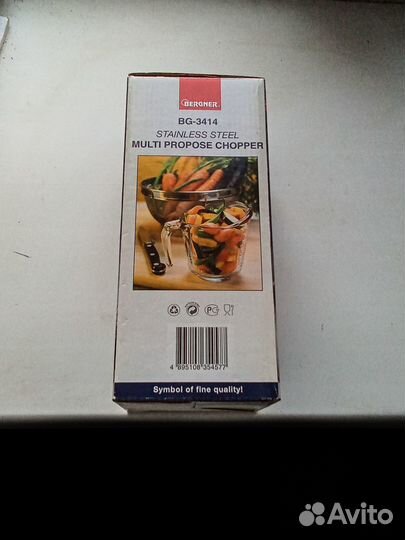 BERGNER
BG-3414
STAINLESS STEEL
MULTI PROPOSE CHOPPER
4 895108 354577
Symbol of fine quality!
Avito